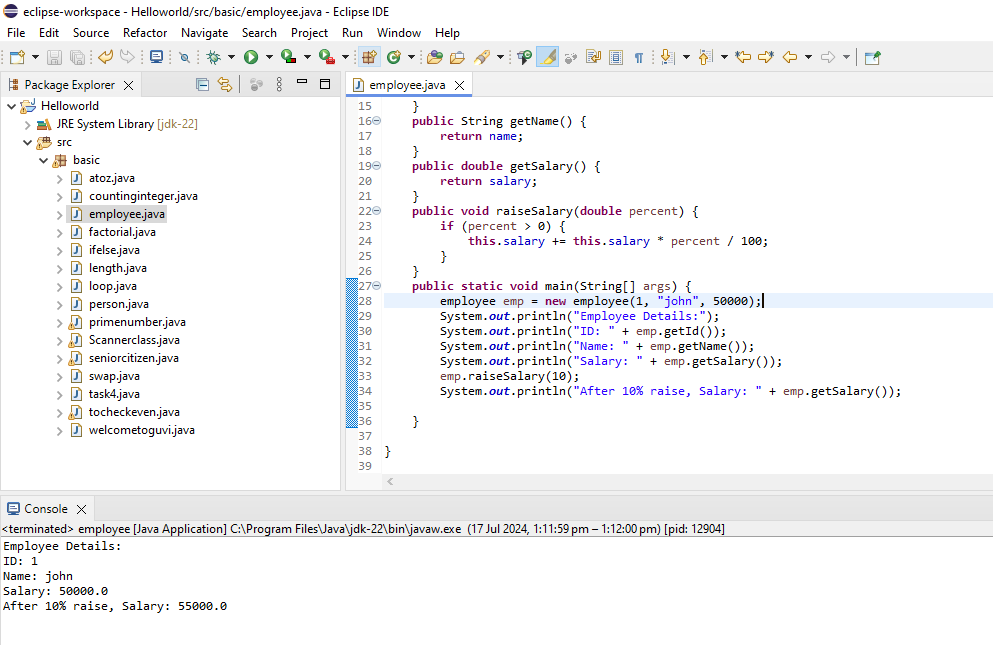 eclipse-workspace - Helloworld/src/basic/employee.java - Eclipse IDE
File Edit Source Refactor Navigate Search Project Run Window Help
Package Explorer
Helloworld
JRE System Library [jdk-22]
src
basic
atoz.java
countinginteger.java
employee.java
factorial.java
ifelse.java
length.java
loop.java
person.java
primenumber.java
Scannerclass.java
seniorcitizen.java
swap.java
task4.java
tocheckeven.java
welcometoguvi.java
employee.java
15 }
16 public String getName() {
17 return name;
18 }
19 public double getSalary() {
20 return salary;
21 }
22 public void raiseSalary(double percent) {
23 if (percent > 0) {
24 this.salary += this.salary * percent / 100;
25 }
26 }
27 public static void main(String[] args) {
28 employee emp = new employee(1, "john", 50000);
29 System.out.println("Employee Details:");
30 System.out.println("ID: " + emp.getId());
31 System.out.println("Name: " + emp.getName());
32 System.out.println("Salary: " + emp.getSalary());
33 emp.raiseSalary(10);
34 System.out.println("After 10% raise, Salary: " + emp.getSalary());
35
36 }
37
38 }
39
Console
<terminated> employee [Java Application] C:\Program Files\Java\jdk-22\bin\javaw.exe (17 Jul 2024, 1:11:59 pm – 1:12:00 pm) [pid: 12904]
Employee Details:
ID: 1
Name: john
Salary: 50000.0
After 10% raise, Salary: 55000.0